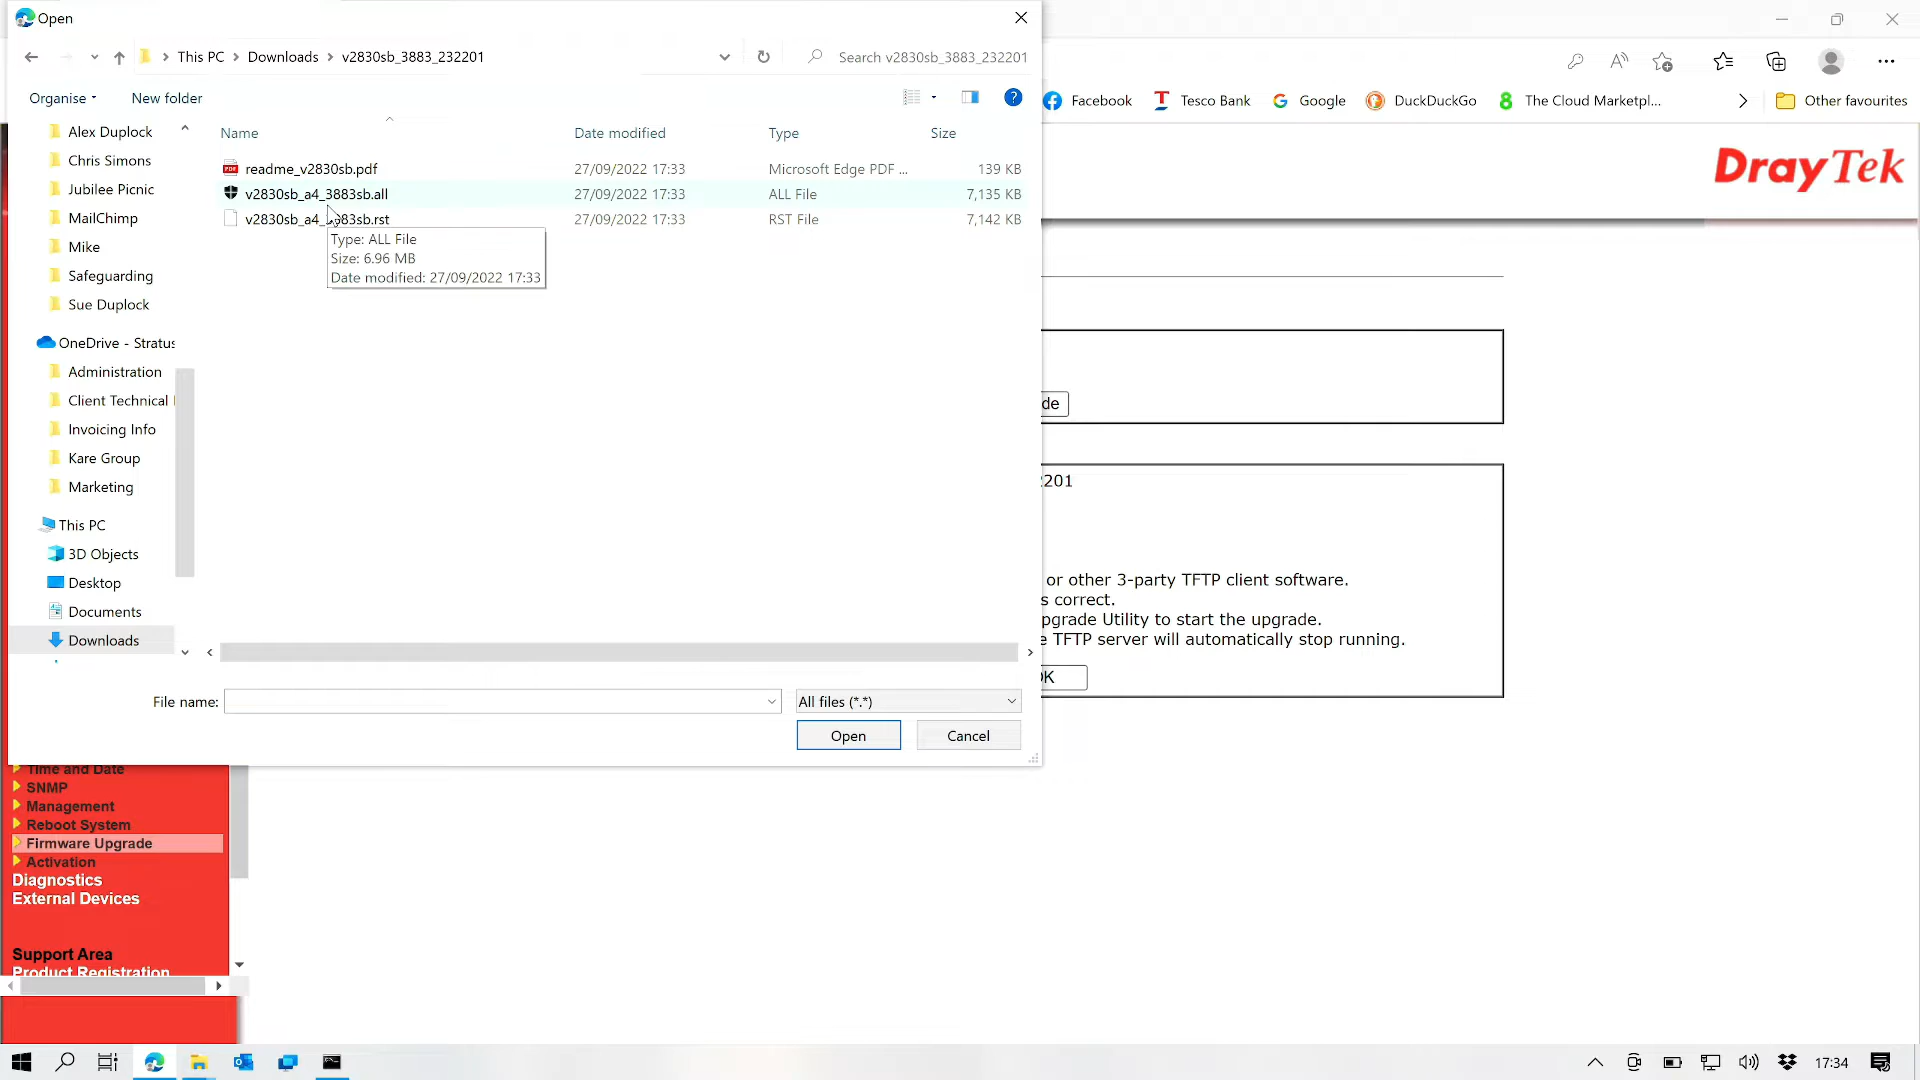 Open
This PC > Downloads > v2830sb_3883_232201
Search v2830sb_3883_232201
Organise
New folder
Facebook
Tesco Bank
Google
DuckDuckGo
The Cloud Marketpl...
Other favourites
Name
Date modified
Type
Size
readme_v2830sb.pdf
27/09/2022 17:33
Microsoft Edge PDF ...
139 KB
v2830sb_a4_3883sb.all
27/09/2022 17:33
ALL File
7,135 KB
27/09/2022 17:33
RST File
7,142 KB
Type: ALL File
Size: 6.96 MB
Date modified: 27/09/2022 17:33
Alex Duplock
Chris Simons
Jubilee Picnic
MailChimp
Mike
Safeguarding
Sue Duplock
OneDrive - Stratus
Administration
Client Technical
Invoicing Info
Kare Group
Marketing
This PC
3D Objects
Desktop
Documents
Downloads
File name:
All files (*.*)
Open
Cancel
DrayTek
de
201
or other 3-party TFTP client software.
s correct.
pgrade Utility to start the upgrade.
e TFTP server will automatically stop running.
OK
Time and Date
SNMP
Management
Reboot System
Firmware Upgrade
Activation
Diagnostics
External Devices
Support Area
Product Registration
17:34